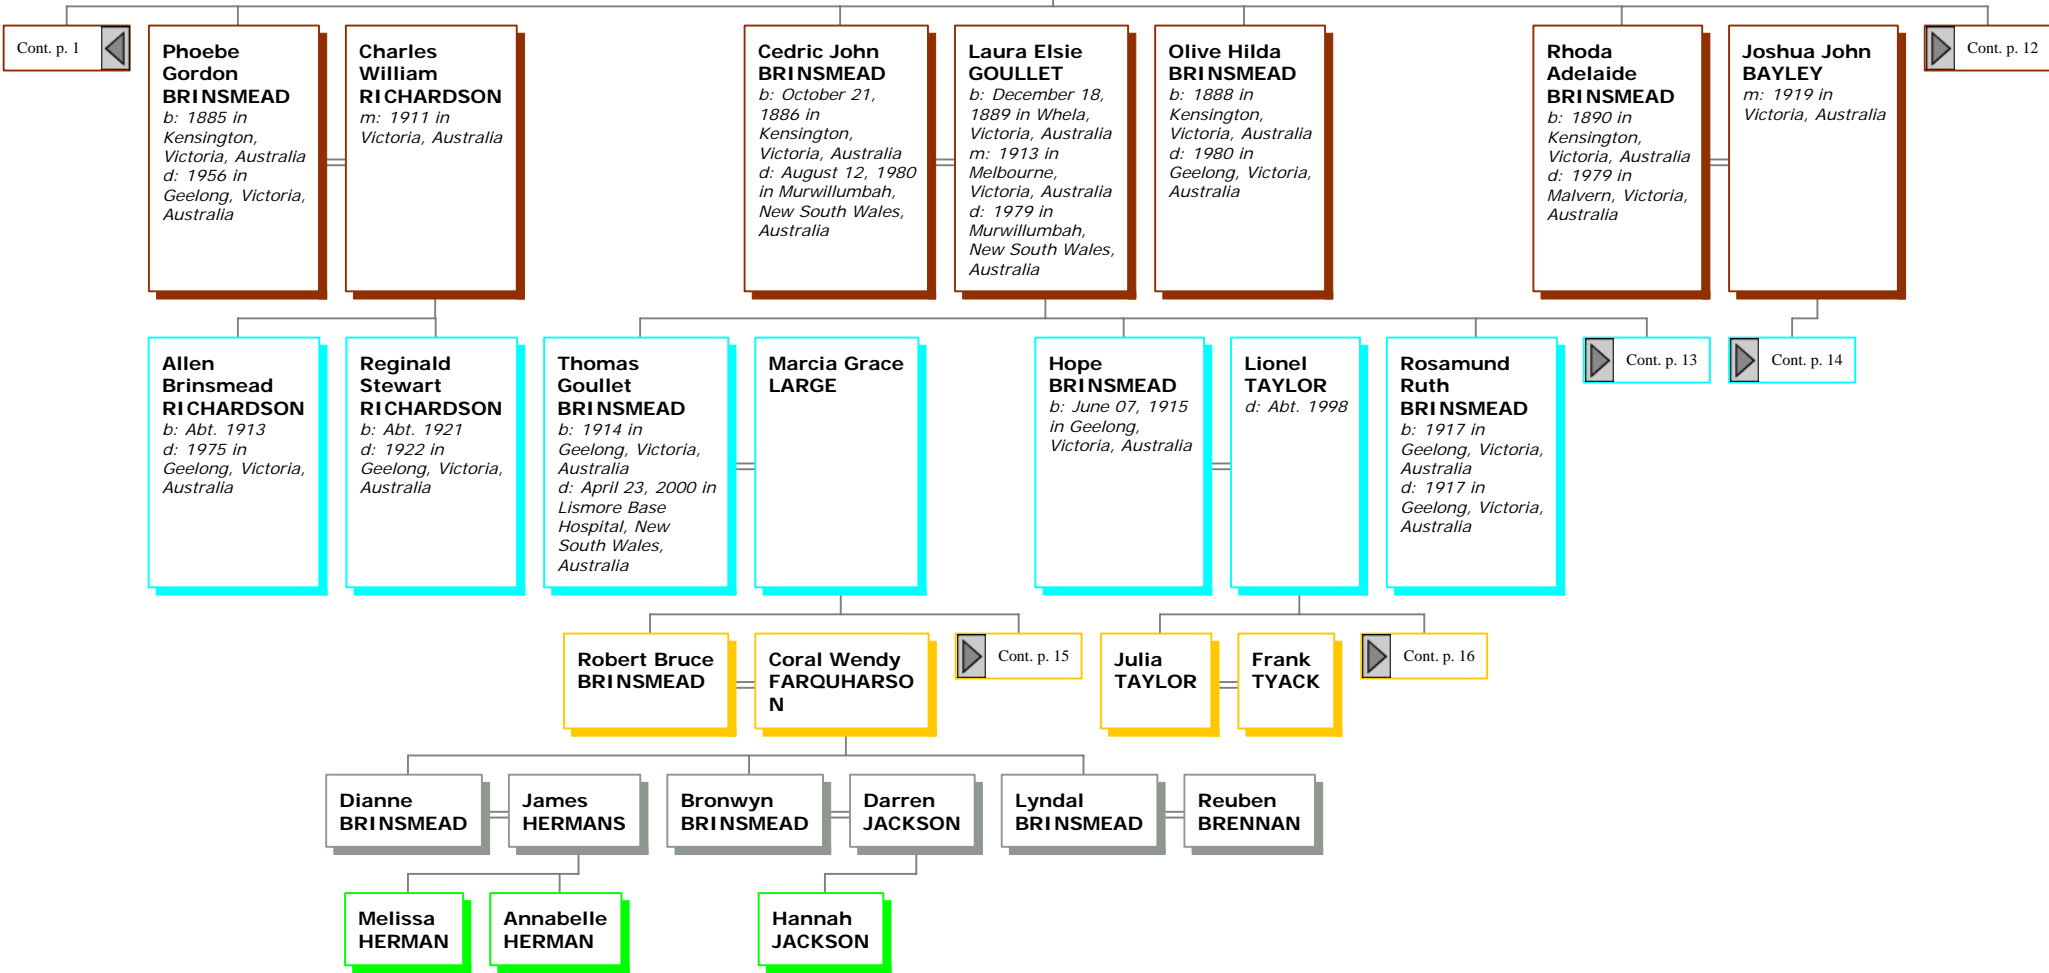 Cont. p. 1
Phoebe
Gordon
BRINSMEAD
b: 1885 in
Kensington,
Victoria, Australia
d: 1956 in
Geelong, Victoria,
Australia
Charles
William
RICHARDSON
m: 1911 in
Victoria, Australia
Cedric John
BRINSMEAD
b: October 21,
1886 in
Kensington,
Victoria, Australia
d: August 12, 1980
in Murwillumbah,
New South Wales,
Australia
Laura Elsie
GOULLET
b: December 18,
1889 in Whela,
Victoria, Australia
m: 1913 in
Melbourne,
Victoria, Australia
d: 1979 in
Murwillumbah,
New South Wales,
Australia
Olive Hilda
BRINSMEAD
b: 1888 in
Kensington,
Victoria, Australia
d: 1980 in
Geelong, Victoria,
Australia
Rhoda
Adelaide
BRINSMEAD
b: 1890 in
Kensington,
Victoria, Australia
d: 1979 in
Malvern, Victoria,
Australia
Joshua John
BAYLEY
m: 1919 in
Victoria, Australia
Cont. p. 12
Allen
Brinsmead
RICHARDSON
b: Abt. 1913
d: 1975 in
Geelong, Victoria,
Australia
Reginald
Stewart
RICHARDSON
b: Abt. 1921
d: 1922 in
Geelong, Victoria,
Australia
Thomas
Goullet
BRINSMEAD
b: 1914 in
Geelong, Victoria,
Australia
d: April 23, 2000 in
Lismore Base
Hospital, New
South Wales,
Australia
Marcia Grace
LARGE
Hope
BRINSMEAD
b: June 07, 1915
in Geelong,
Victoria, Australia
Lionel
TAYLOR
d: Abt. 1998
Rosamund
Ruth
BRINSMEAD
b: 1917 in
Geelong, Victoria,
Australia
d: 1917 in
Geelong, Victoria,
Australia
Cont. p. 13
Cont. p. 14
Robert Bruce
BRINSMEAD
Coral Wendy
FARQUHARSO
N
Cont. p. 15
Julia
TAYLOR
Frank
TYACK
Cont. p. 16
Dianne
BRINSMEAD
James
HERMANS
Bronwyn
BRINSMEAD
Darren
JACKSON
Lyndal
BRINSMEAD
Reuben
BRENNAN
Melissa
HERMAN
Annabelle
HERMAN
Hannah
JACKSON